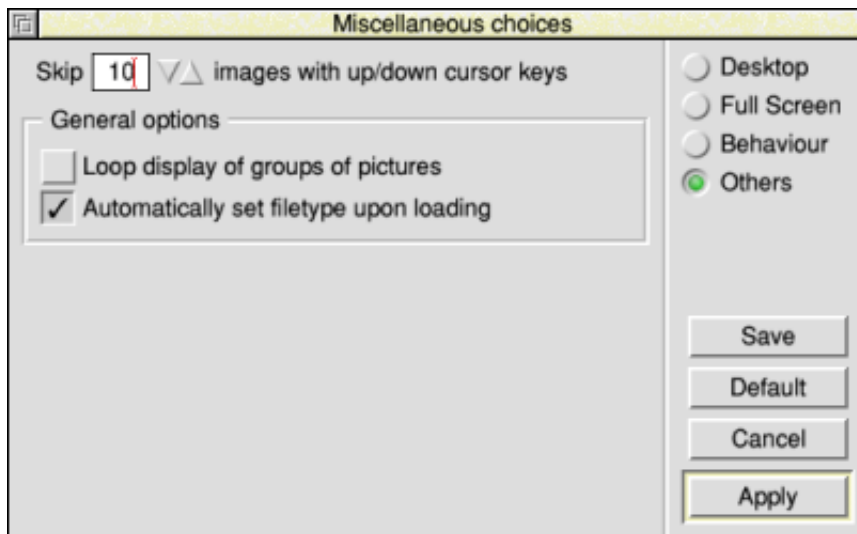 Miscellaneous choices
Skip 10 images with up/down cursor keys
General options
Loop display of groups of pictures
Automatically set filetype upon loading
Desktop
Full Screen
Behaviour
Others
Save
Default
Cancel
Apply